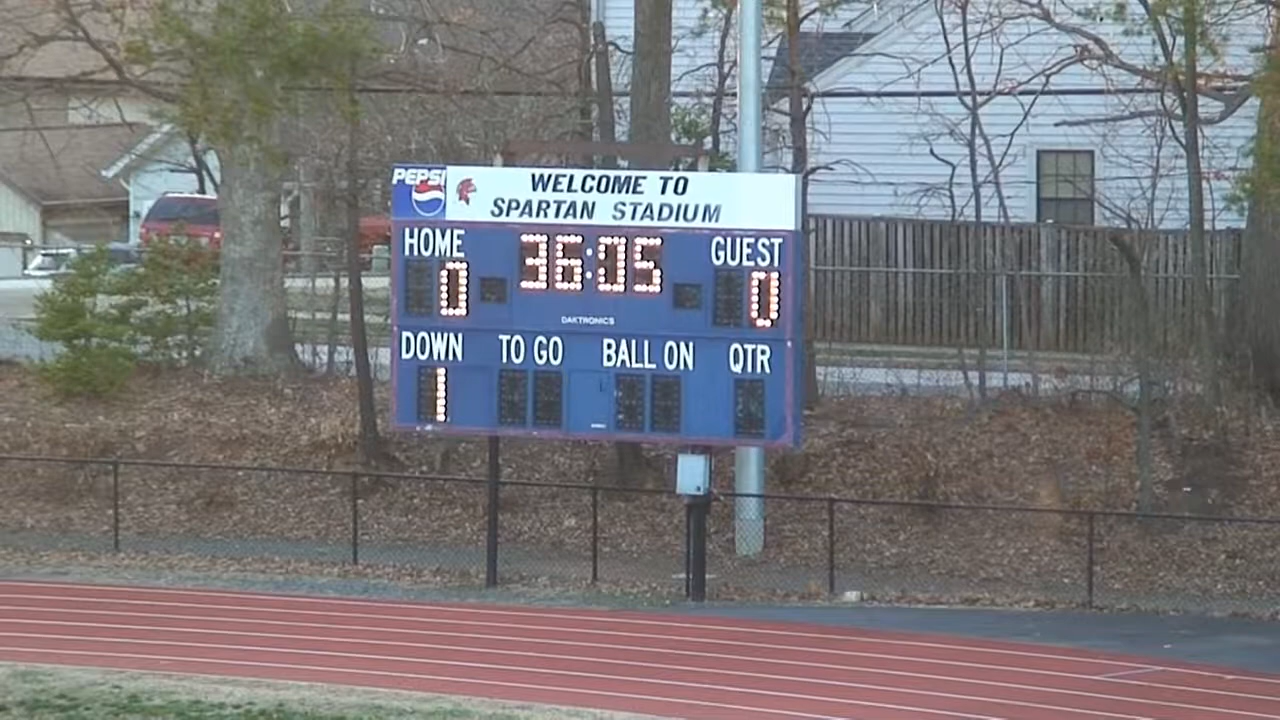 PEPSI
WELCOME TO
SPARTAN STADIUM
HOME 36:05 GUEST
0 0
DAKTRONICS
DOWN TO GO BALL ON QTR
1